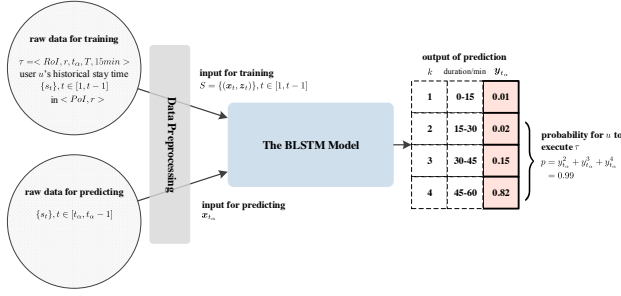 raw data for training
τ =< RoI, r, t_α, T, 15min >
user u's historical stay time
{s_t}, t ∈ [1, t − 1]
in < PoI, r >
raw data for predicting
{s_t}, t ∈ [t_α, t_α − 1]
Data Preprocessing
input for training
S = {(x_t, z_t)}, t ∈ [1, t − 1]
The BLSTM Model
input for predicting
x_{t_α}
output of prediction
k duration/min y_{t_α}
1 0-15 0.01
2 15-30 0.02
3 30-45 0.15
4 45-60 0.82
probability for u to
execute τ
p = y²_{t_α} + y³_{t_α} + y⁴_{t_α}
= 0.99